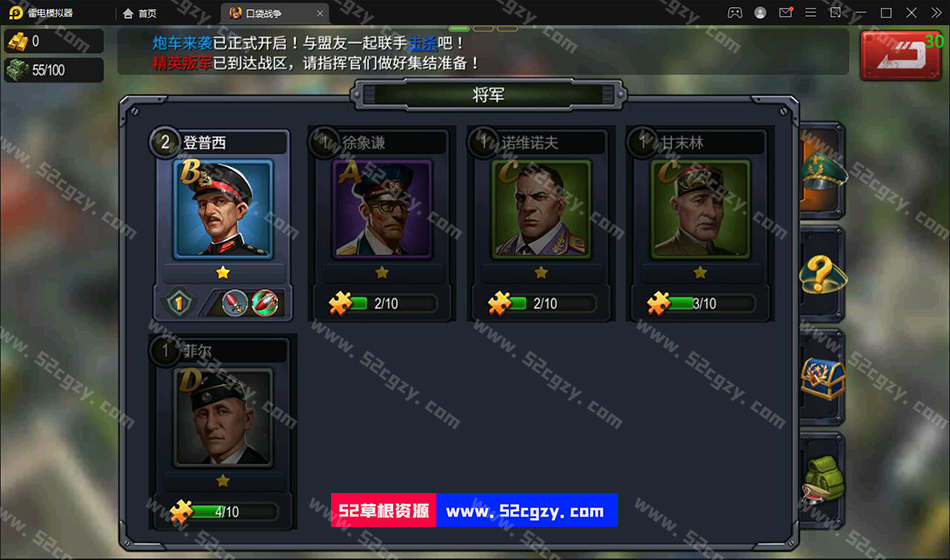 雷电模拟器 首页 口袋战争
0
55/100
炮车来袭已正式开启！与盟友一起联手击杀吧！
精英叛军已到达战区，请指挥官们做好集结准备！
30
将军
2 登普西
1 徐象谦
1 诺维诺夫
1 甘末林
B
A
C
C
1
2/10
2/10
3/10
1 菲尔
D
4/10
52草根资源 www.52cgzy.com
www.52cgzy.com